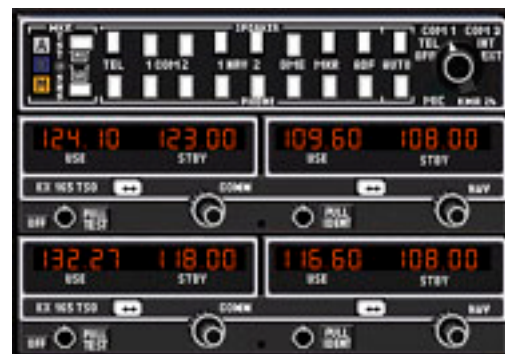 MKR SPEAKER COM 1 COM 2
TEL INT
A OFF EXT
TEL 1 COM 2 1 NAV 2 DME MKR ADF AUTO
M
PHONE MIC KMR 24
124.10 123.00 109.60 108.00
USE STBY USE STBY
KX 165 TSO ↔ COMM ↔ NAV
OFF PULL TEST PULL IDENT
132.27 118.00 116.60 108.00
USE STBY USE STBY
KX 165 TSO ↔ COMM ↔ NAV
OFF PULL TEST PULL IDENT